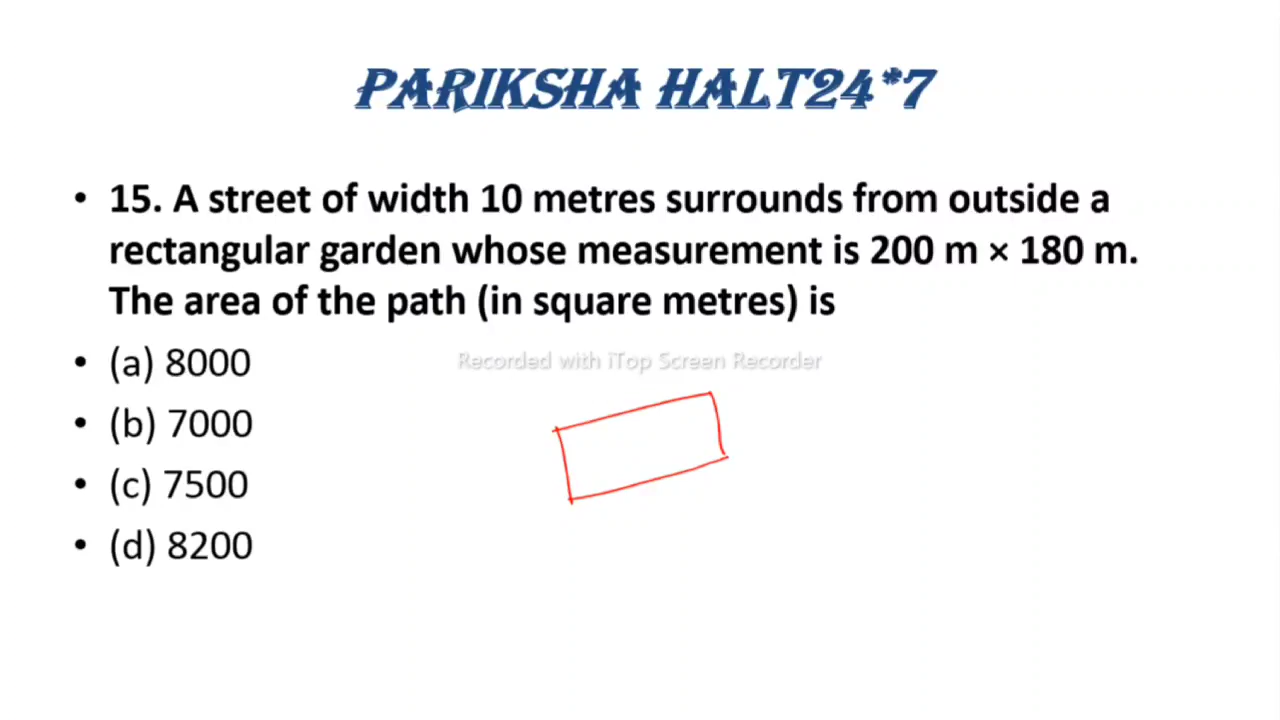 PARIKSHA HALT24*7
• 15. A street of width 10 metres surrounds from outside a
rectangular garden whose measurement is 200 m × 180 m.
The area of the path (in square metres) is
• (a) 8000
Recorded with iTop Screen Recorder
• (b) 7000
• (c) 7500
• (d) 8200